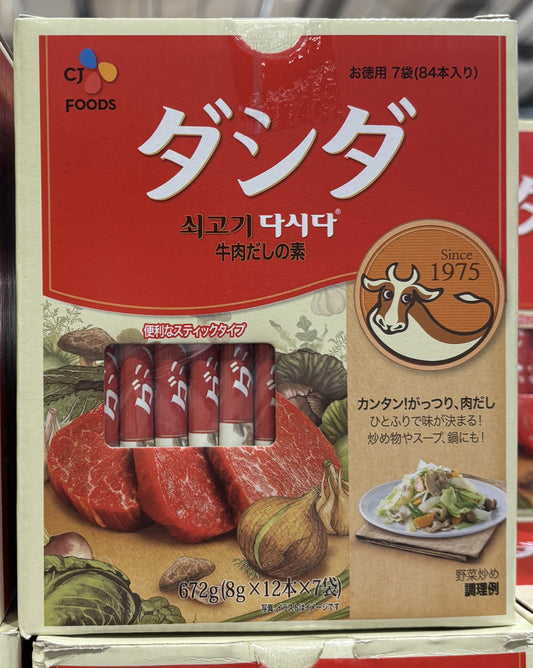 CJ
FOODS
お徳用 7袋(84本入り)
ダシダ
쇠고기 다시다®
牛肉だしの素
Since
1975
便利なスティックタイプ
カンタン!がっつり、肉だし
ひとふりで味が決まる!
炒め物やスープ、鍋にも!
野菜炒め
調理例
672g(8g×12本×7袋)
写真、イラストはイメージです